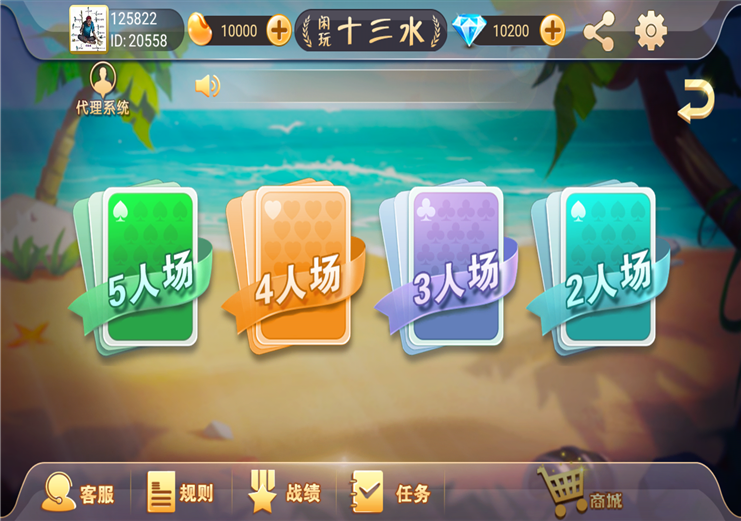 125822
ID:20558
10000
闲玩
十三水
10200
代理系统
5人场
4人场
3人场
2人场
客服
规则
战绩
任务
商城